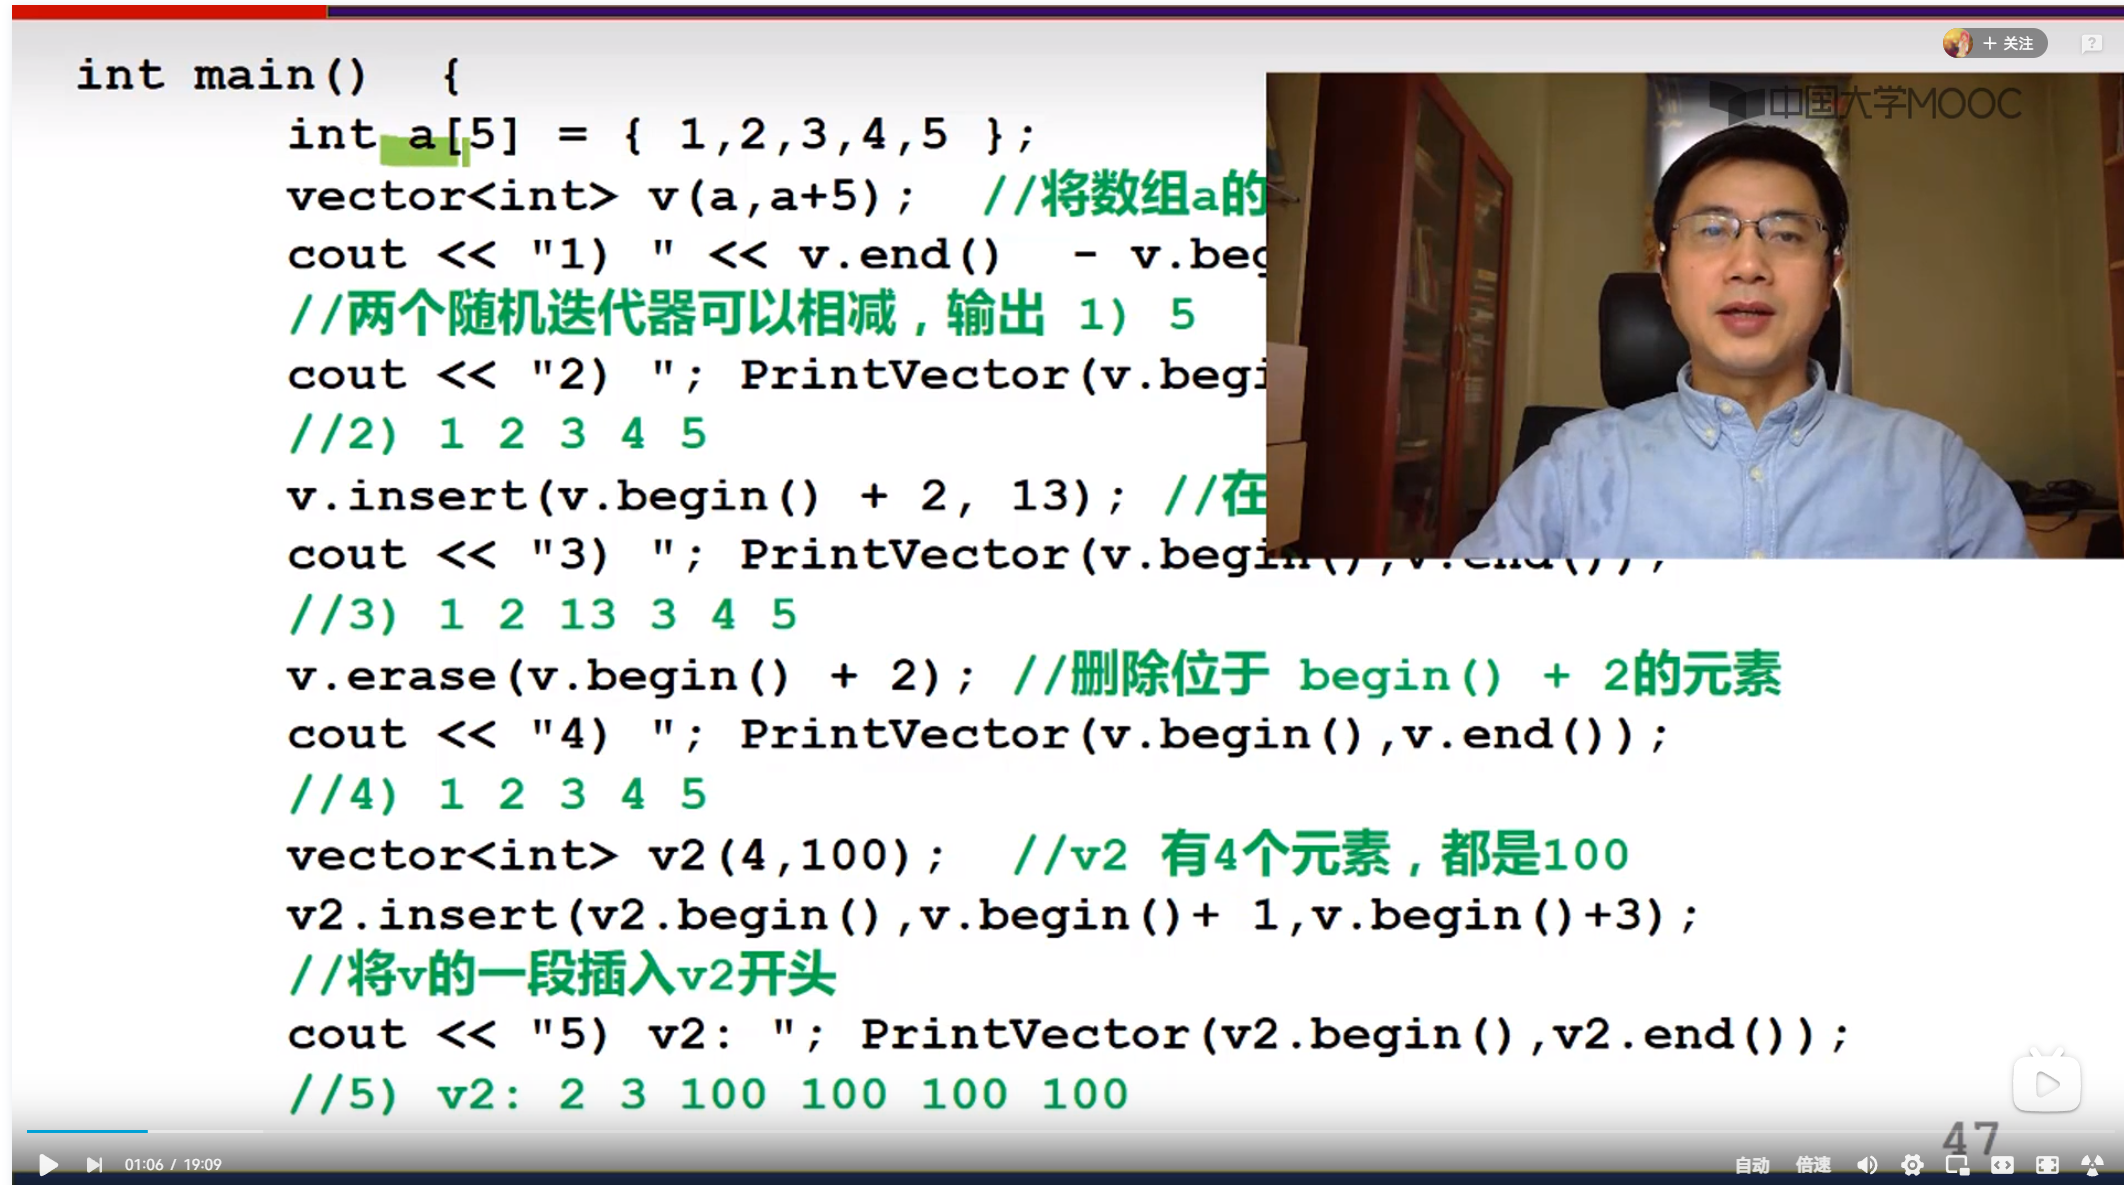 + 关注
中国大学MOOC
int main() {
int a[5] = { 1,2,3,4,5 };
vector<int> v(a,a+5); //将数组a的
cout << "1) " << v.end() - v.beg
//两个随机迭代器可以相减，输出 1) 5
cout << "2) "; PrintVector(v.begi
//2) 1 2 3 4 5
v.insert(v.begin() + 2, 13); //在
cout << "3) "; PrintVector(v.begin(),v.end());
//3) 1 2 13 3 4 5
v.erase(v.begin() + 2); //删除位于 begin() + 2的元素
cout << "4) "; PrintVector(v.begin(),v.end());
//4) 1 2 3 4 5
vector<int> v2(4,100); //v2 有4个元素，都是100
v2.insert(v2.begin(),v.begin()+ 1,v.begin()+3);
//将v的一段插入v2开头
cout << "5) v2: "; PrintVector(v2.begin(),v2.end());
//5) v2: 2 3 100 100 100 100
47
01:06 / 19:09
自动 倍速